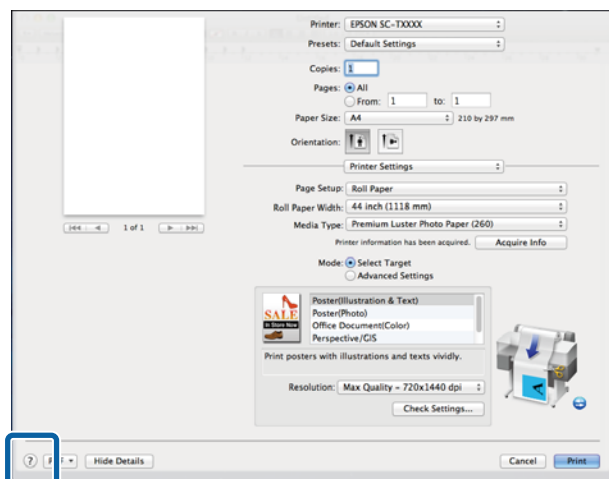 Printer: EPSON SC-TXXXX
Presets: Default Settings
Copies: 1
Pages: All
From: 1 to: 1
Paper Size: A4 210 by 297 mm
Orientation:
Printer Settings
Page Setup: Roll Paper
Roll Paper Width: 44 inch (1118 mm)
Media Type: Premium Luster Photo Paper (260)
1 of 1
Printer information has been acquired. Acquire Info
Mode: Select Target
Advanced Settings
SALE
In Store Now
Poster(Illustration & Text)
Poster(Photo)
Office Document(Color)
Perspective/GIS
Print posters with illustrations and texts vividly.
Resolution: Max Quality - 720x1440 dpi
Check Settings...
? PDF Hide Details Cancel Print